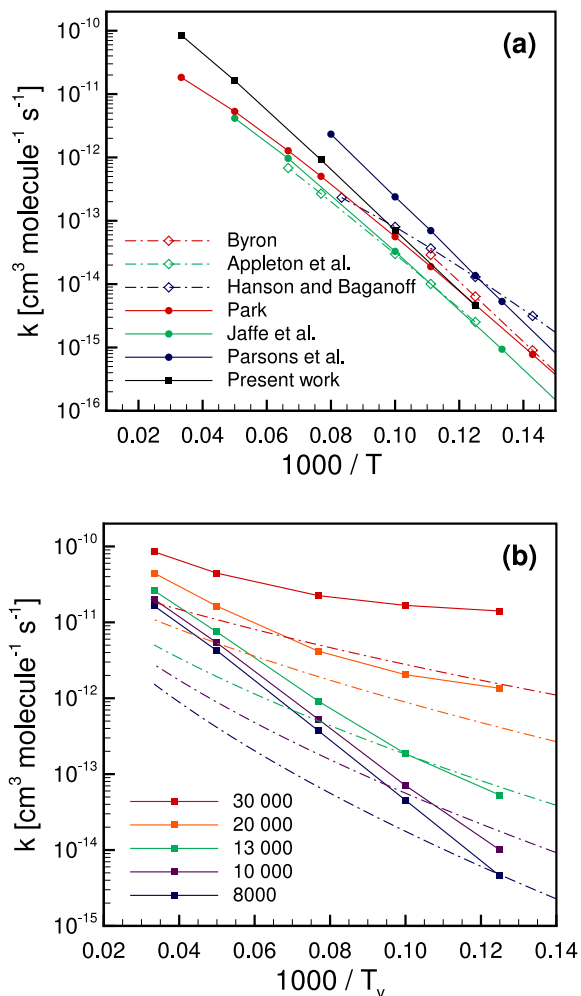 (a)
k [cm³ molecule⁻¹ s⁻¹]
10⁻¹⁰
10⁻¹¹
10⁻¹²
10⁻¹³
10⁻¹⁴
10⁻¹⁵
10⁻¹⁶
Byron
Appleton et al.
Hanson and Baganoff
Park
Jaffe et al.
Parsons et al.
Present work
0.02 0.04 0.06 0.08 0.10 0.12 0.14
1000 / T
(b)
k [cm³ molecule⁻¹ s⁻¹]
10⁻¹⁰
10⁻¹¹
10⁻¹²
10⁻¹³
10⁻¹⁴
10⁻¹⁵
30 000
20 000
13 000
10 000
8000
0.02 0.04 0.06 0.08 0.10 0.12 0.14
1000 / Tᵥ